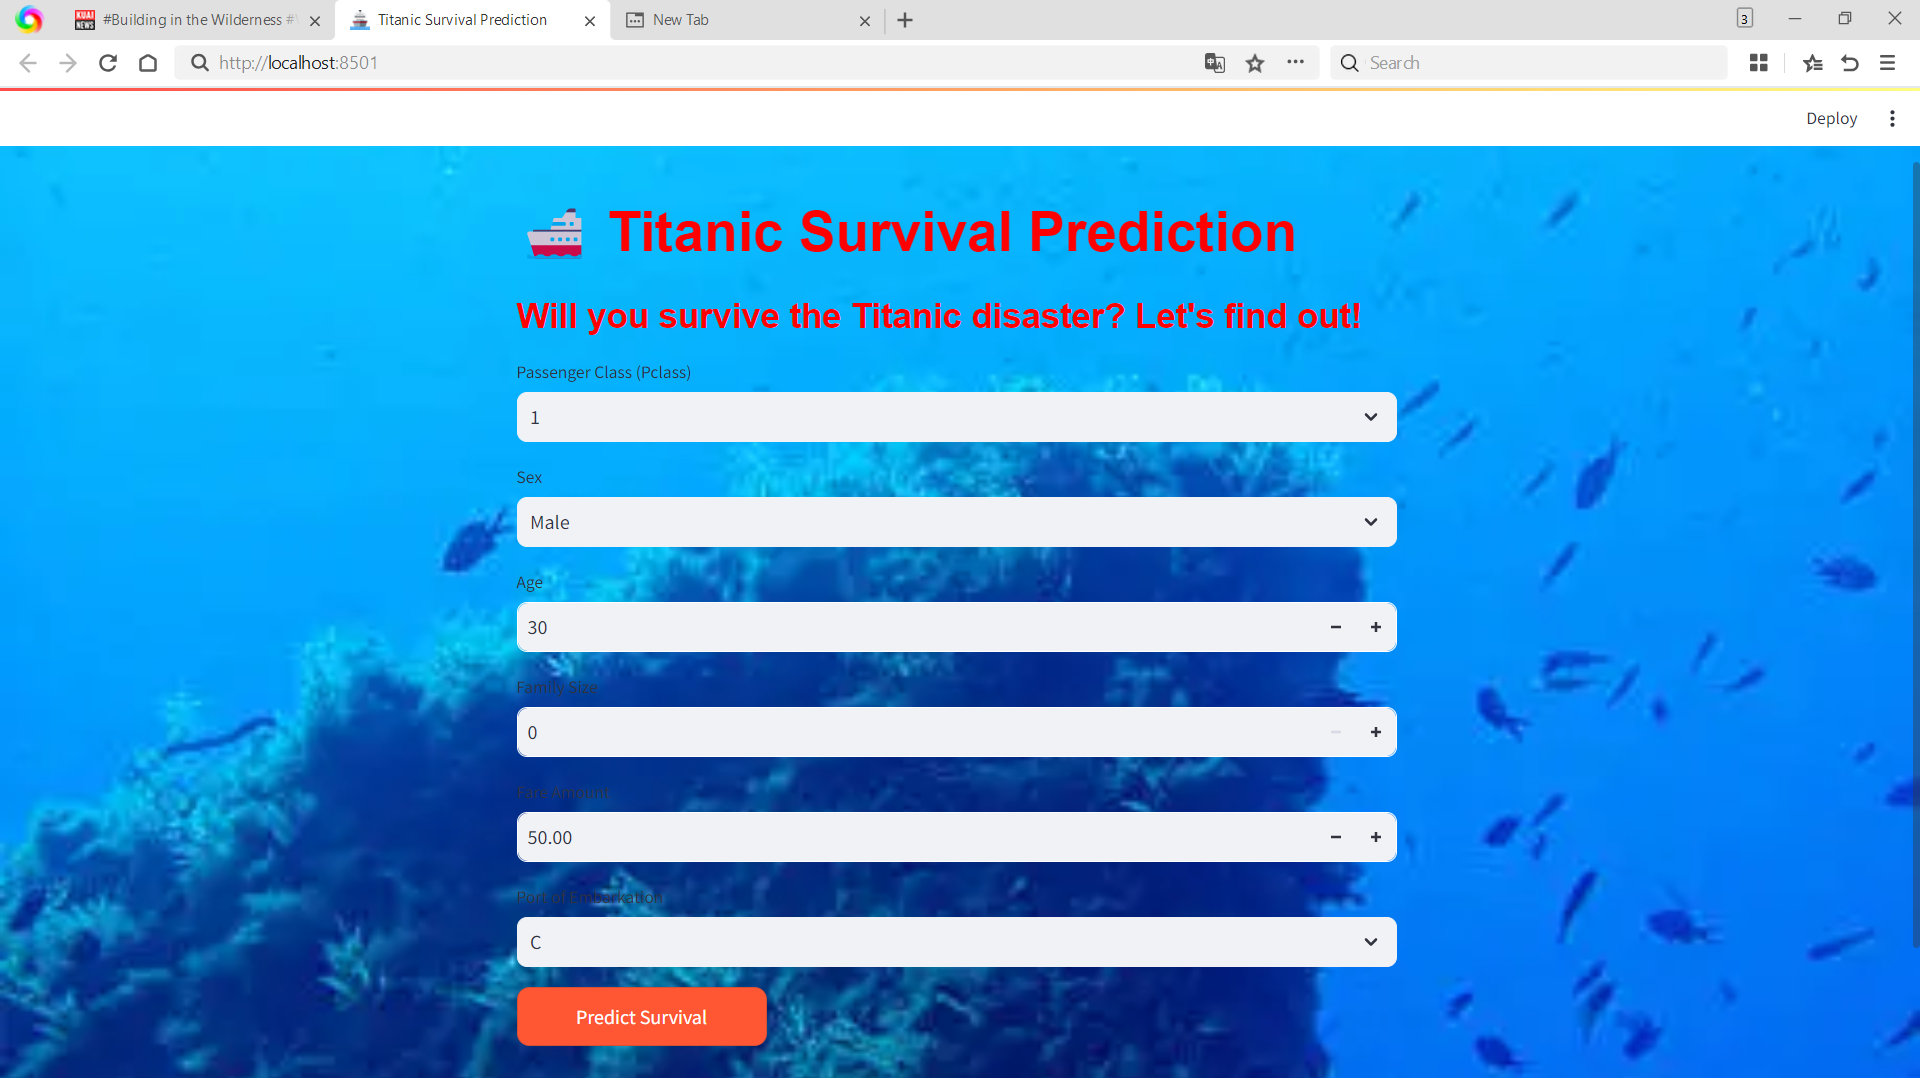 #Building in the Wilderness #
Titanic Survival Prediction
New Tab
3
http://localhost:8501
Search
Deploy
Titanic Survival Prediction
Will you survive the Titanic disaster? Let's find out!
Passenger Class (Pclass)
1
Sex
Male
Age
30
Family Size
0
Fare Amount
50.00
Port of Embarkation
C
Predict Survival